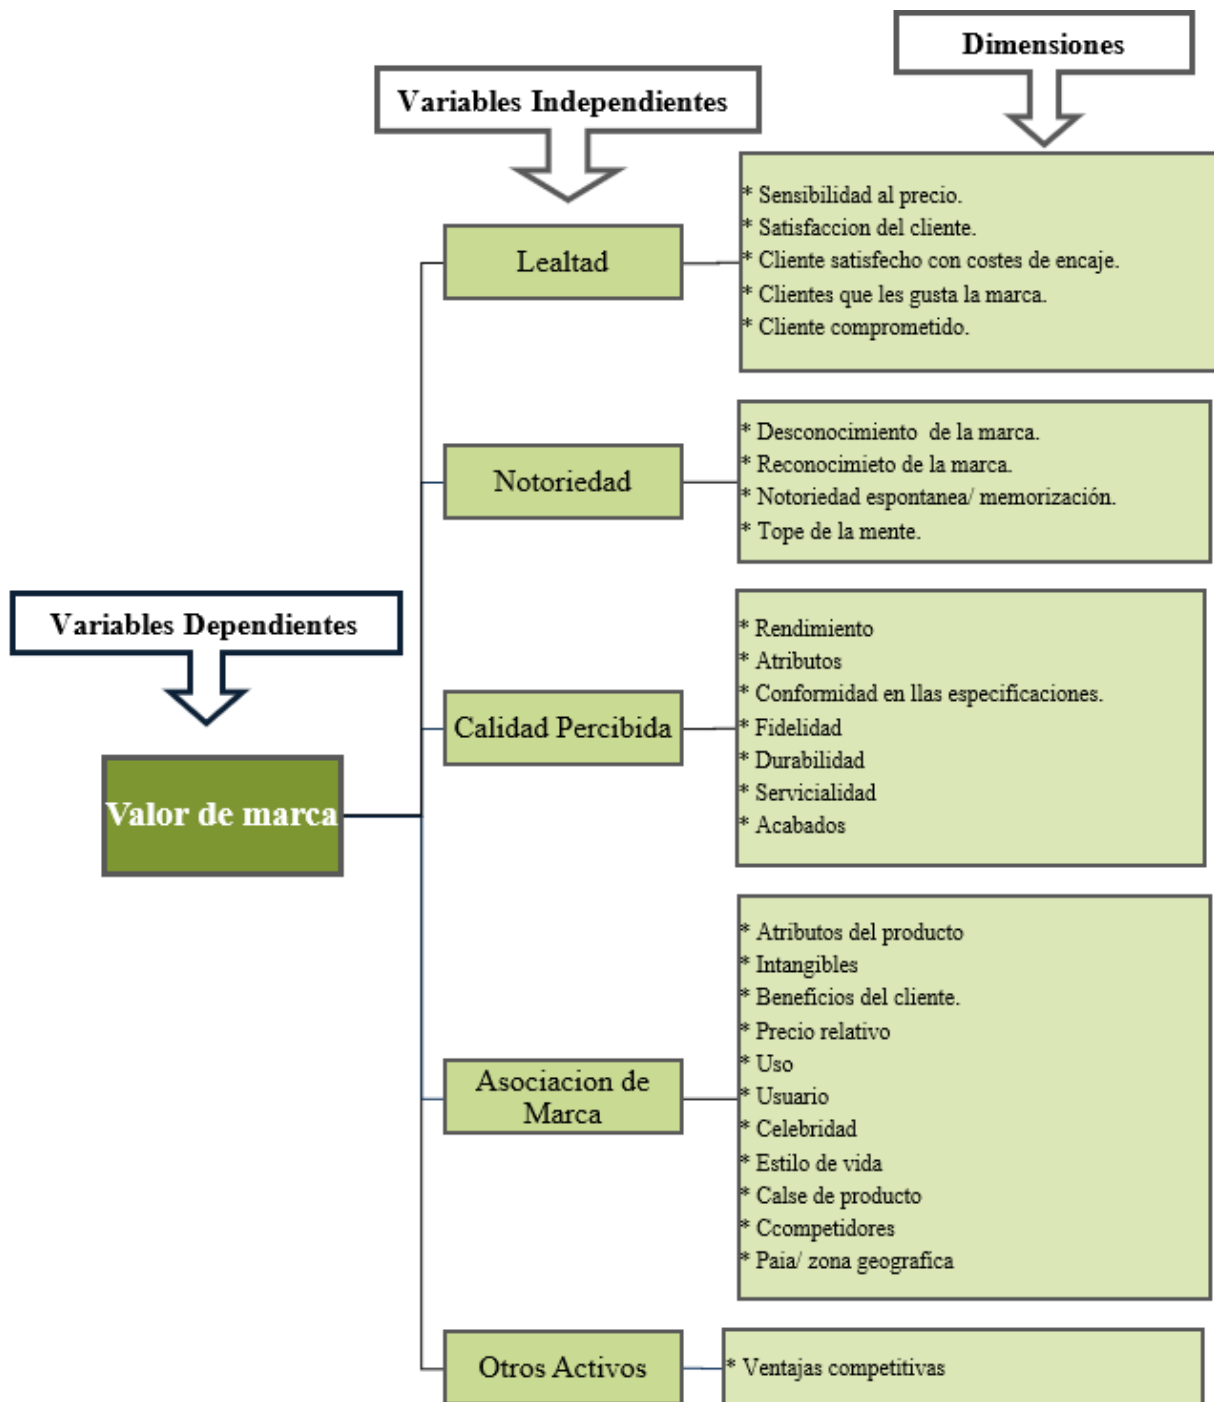 Dimensiones
Variables Independientes
* Sensibilidad al precio.
* Satisfaccion del cliente.
Lealtad
* Cliente satisfecho con costes de encaje.
* Clientes que les gusta la marca.
* Cliente comprometido.
* Desconocimiento de la marca.
* Reconocimieto de la marca.
Notoriedad
* Notoriedad espontanea/ memorización.
* Tope de la mente.
Variables Dependientes
* Rendimiento
* Atributos
* Conformidad en llas especificaciones.
Calidad Percibida
* Fidelidad
* Durabilidad
* Servicialidad
* Acabados
Valor de marca
* Atributos del producto
* Intangibles
* Beneficios del cliente.
* Precio relativo
* Uso
Asociacion de
Marca
* Usuario
* Celebridad
* Estilo de vida
* Calse de producto
* Ccompetidores
* Paia/ zona geografica
Otros Activos
* Ventajas competitivas